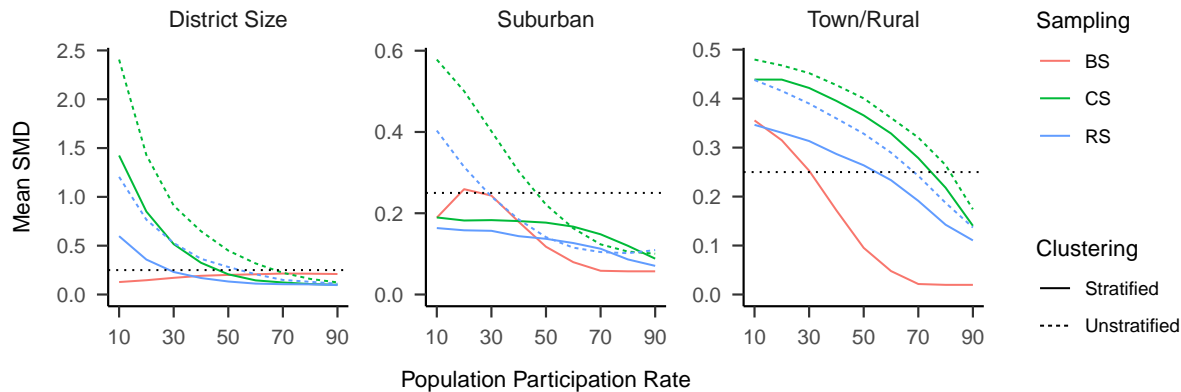 District Size
Suburban
Town/Rural
Mean SMD
2.5
2.0
1.5
1.0
0.5
0.0
10 30 50 70 90
0.6
0.4
0.2
0.0
10 30 50 70 90
0.5
0.4
0.3
0.2
0.1
0.0
10 30 50 70 90
Population Participation Rate
Sampling
BS
CS
RS
Clustering
Stratified
Unstratified